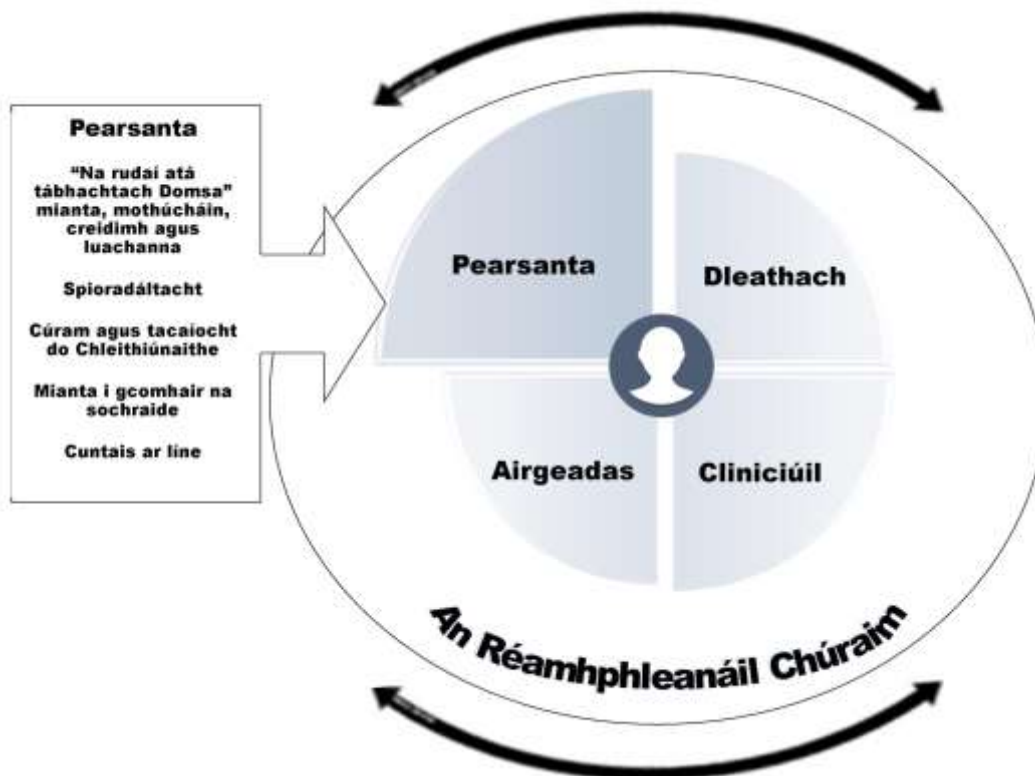 Pearsanta
“Na rudaí atá
tábhachtach Domsa”
mianta, mothúcháin,
creidimh agus
luachanna
Spioradáltacht
Cúram agus tacaíocht
do Chleithiúnaithe
Mianta i gcomhair na
sochraide
Cuntais ar líne
Pearsanta
Dleathach
Airgeadas
Cliniciúil
An Réamhphleanáil Chúraim